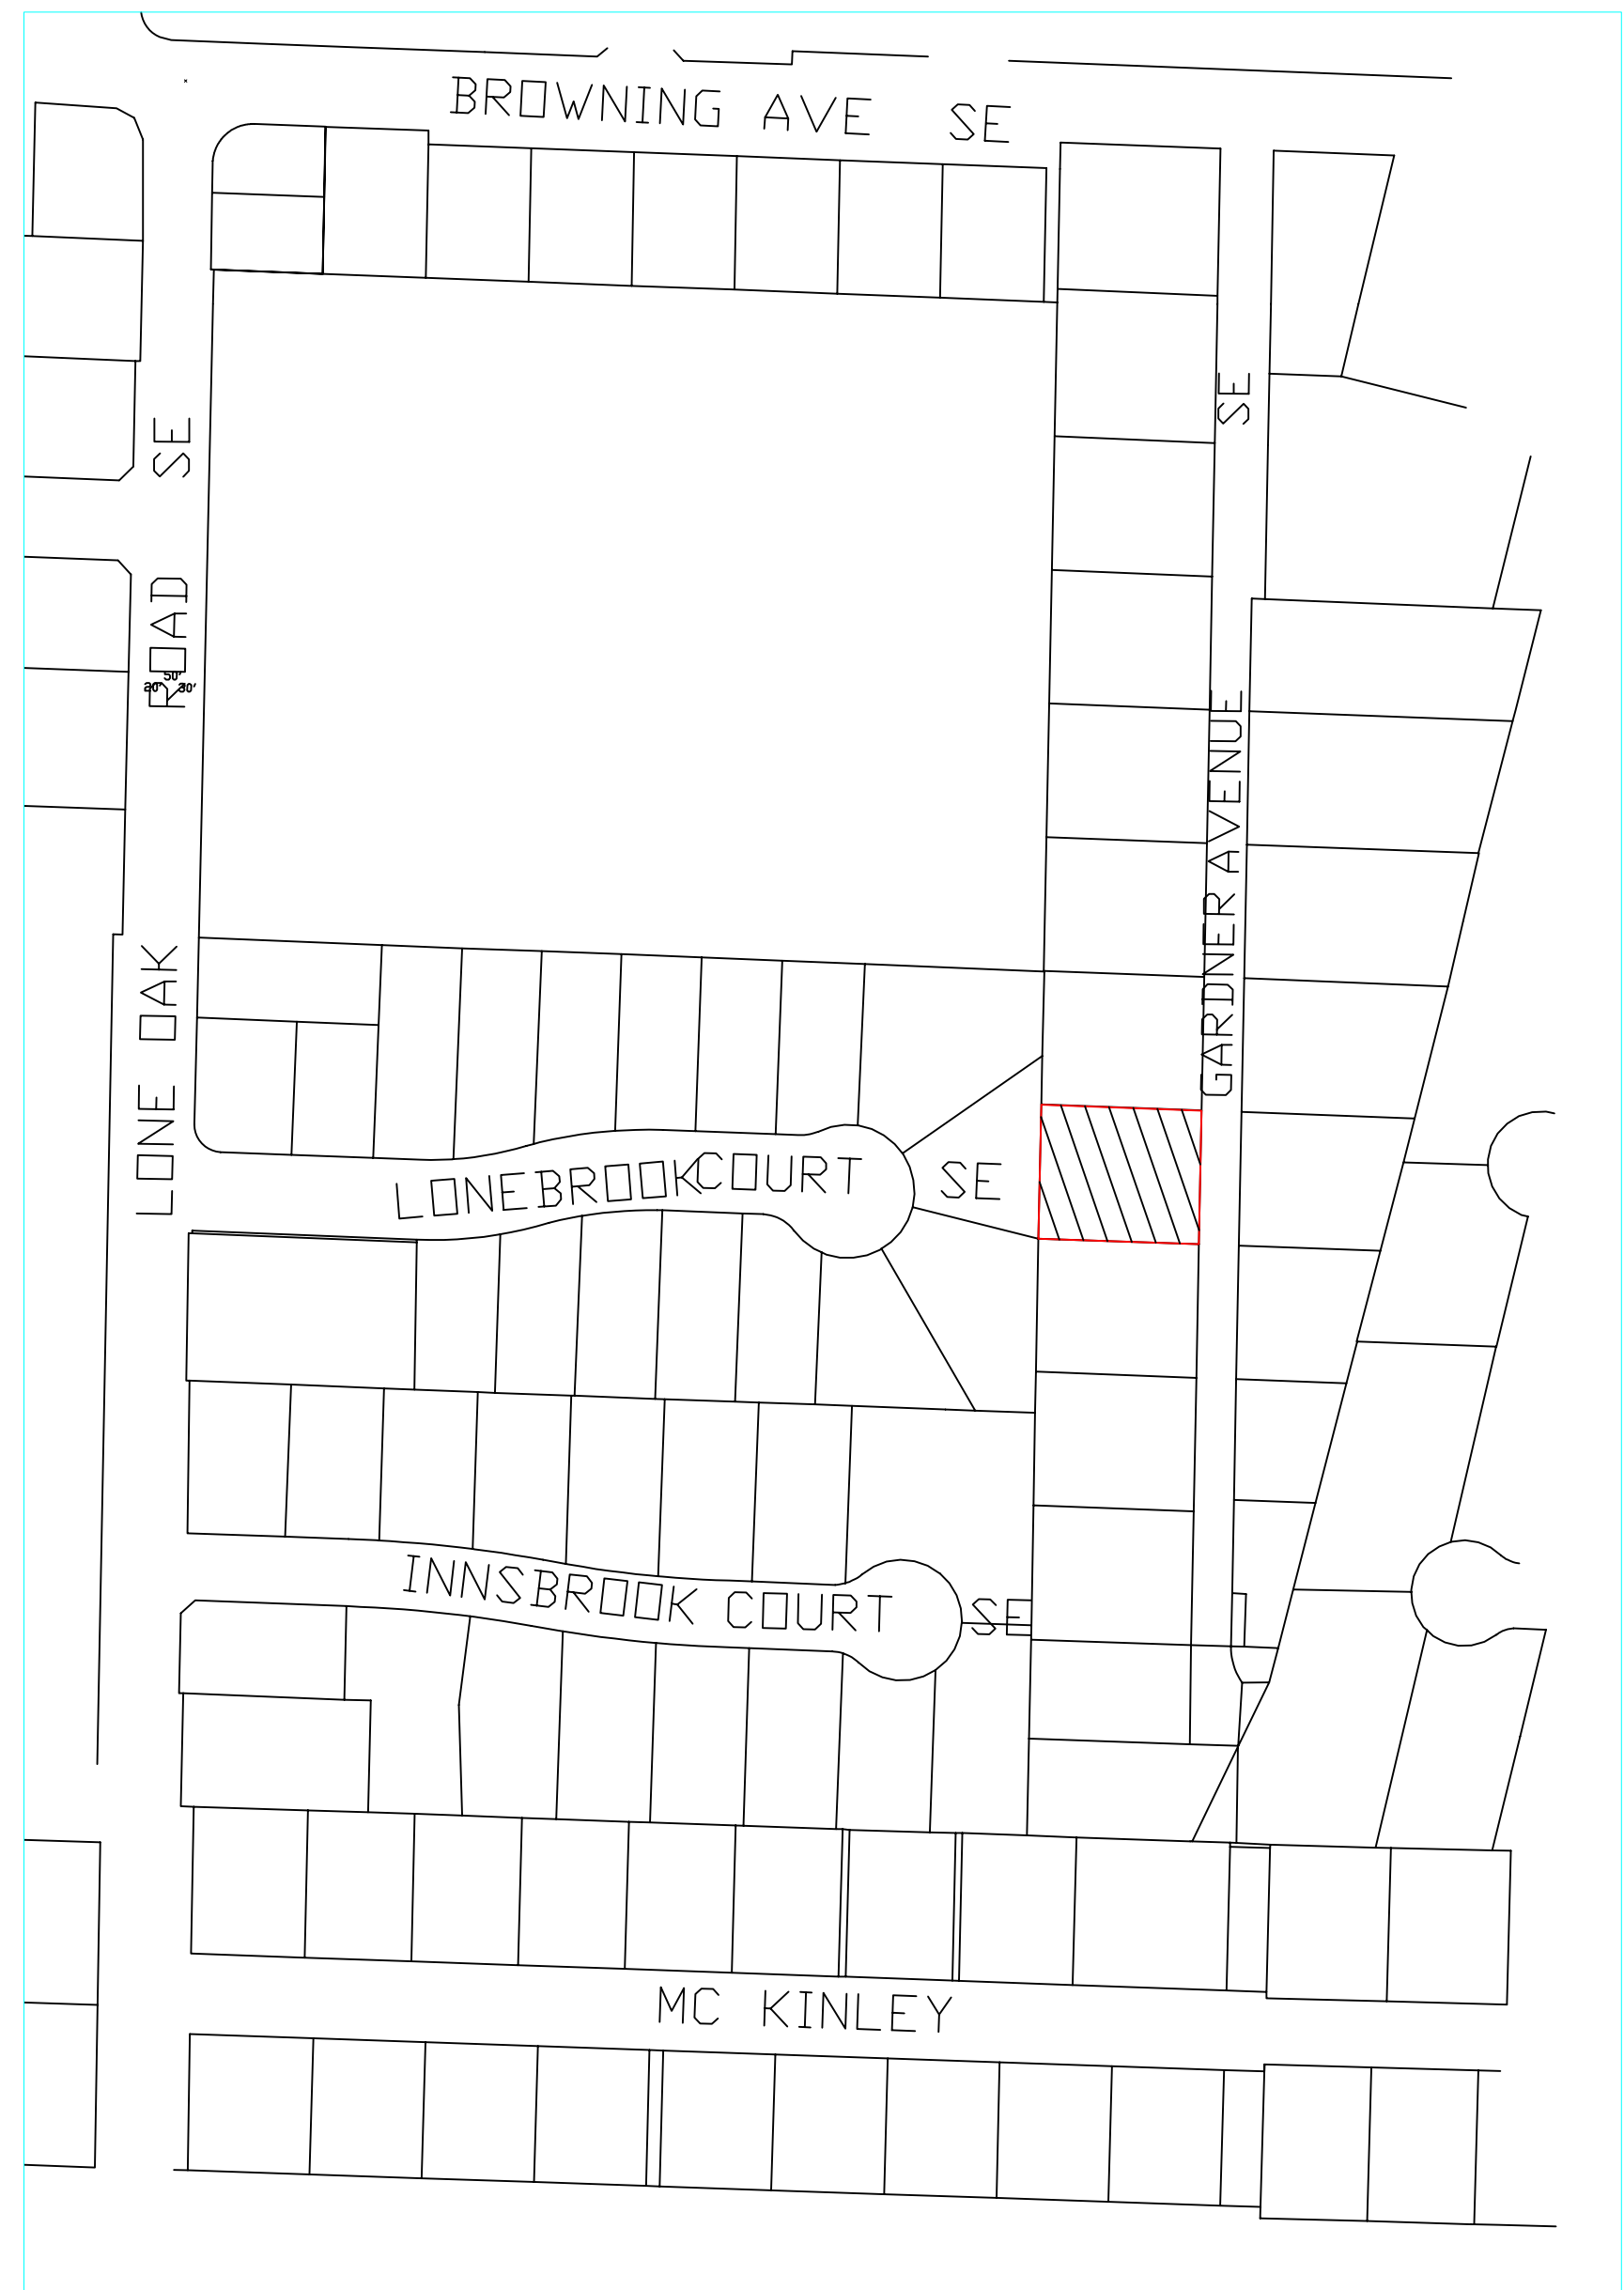 BROWNING AVE SE
LONE OAK ROAD SE
50'
20' 30'
GARDNER AVENUE SE
LONEBROOK COURT SE
INNSBROOK COURT SE
MC KINLEY